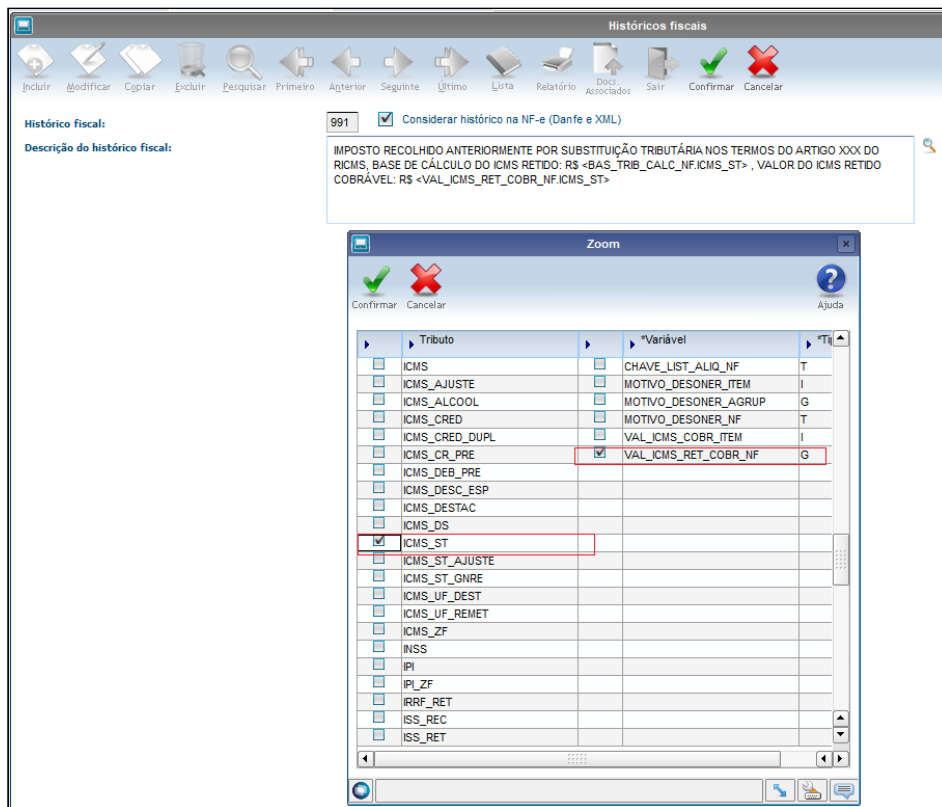 Históricos fiscais
Incluir Modificar Copiar Excluir Pesquisar Primeiro Anterior Seguinte Último Lista Relatório Docs. Associados Sair Confirmar Cancelar
Histórico fiscal: 991 Considerar histórico na NF-e (Danfe e XML)
Descrição do histórico fiscal:
IMPOSTO RECOLHIDO ANTERIORMENTE POR SUBSTITUIÇÃO TRIBUTÁRIA NOS TERMOS DO ARTIGO XXX DO
RICMS, BASE DE CÁLCULO DO ICMS RETIDO: R$ <BAS_TRIB_CALC_NF.ICMS_ST> , VALOR DO ICMS RETIDO
COBRÁVEL: R$ <VAL_ICMS_RET_COBR_NF.ICMS_ST>
Zoom
Confirmar Cancelar Ajuda
Tributo *Variável
ICMS CHAVE_LIST_ALIQ_NF T
ICMS_AJUSTE MOTIVO_DESONER_ITEM I
ICMS_ALCOOL MOTIVO_DESONER_AGRUP G
ICMS_CRED MOTIVO_DESONER_NF T
ICMS_CRED_DUPL VAL_ICMS_COBR_ITEM I
ICMS_CR_PRE VAL_ICMS_RET_COBR_NF G
ICMS_DEB_PRE
ICMS_DESC_ESP
ICMS_DESTAC
ICMS_DS
ICMS_ST
ICMS_ST_AJUSTE
ICMS_ST_GNRE
ICMS_UF_DEST
ICMS_UF_REMET
ICMS_ZF
INSS
IPI
IPI_ZF
IRRF_RET
ISS_REC
ISS_RET